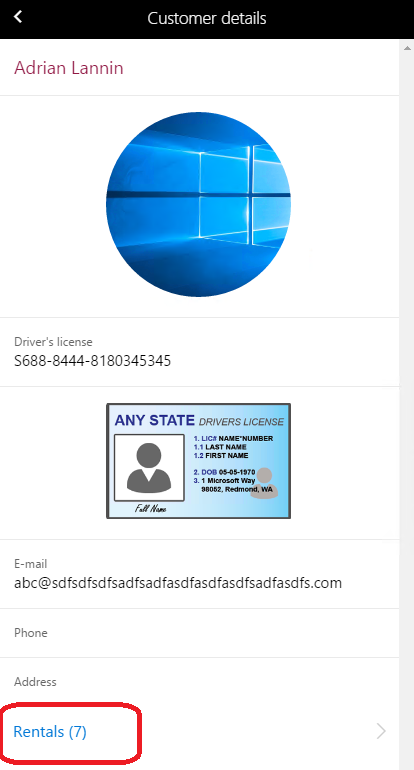 Customer details
Adrian Lannin
Driver's license
S688-8444-8180345345
ANY STATE DRIVERS LICENSE
1. LIC# NAME*NUMBER
1.1 LAST NAME
1.2 FIRST NAME
2. DOB 05-05-1970
3. 1 Microsoft Way
98052, Redmond, WA
Full Name
E-mail
abc@sdfsdfsdfsadfsadfasdfasdfasdfsadfasdfs.com
Phone
Address
Rentals (7)